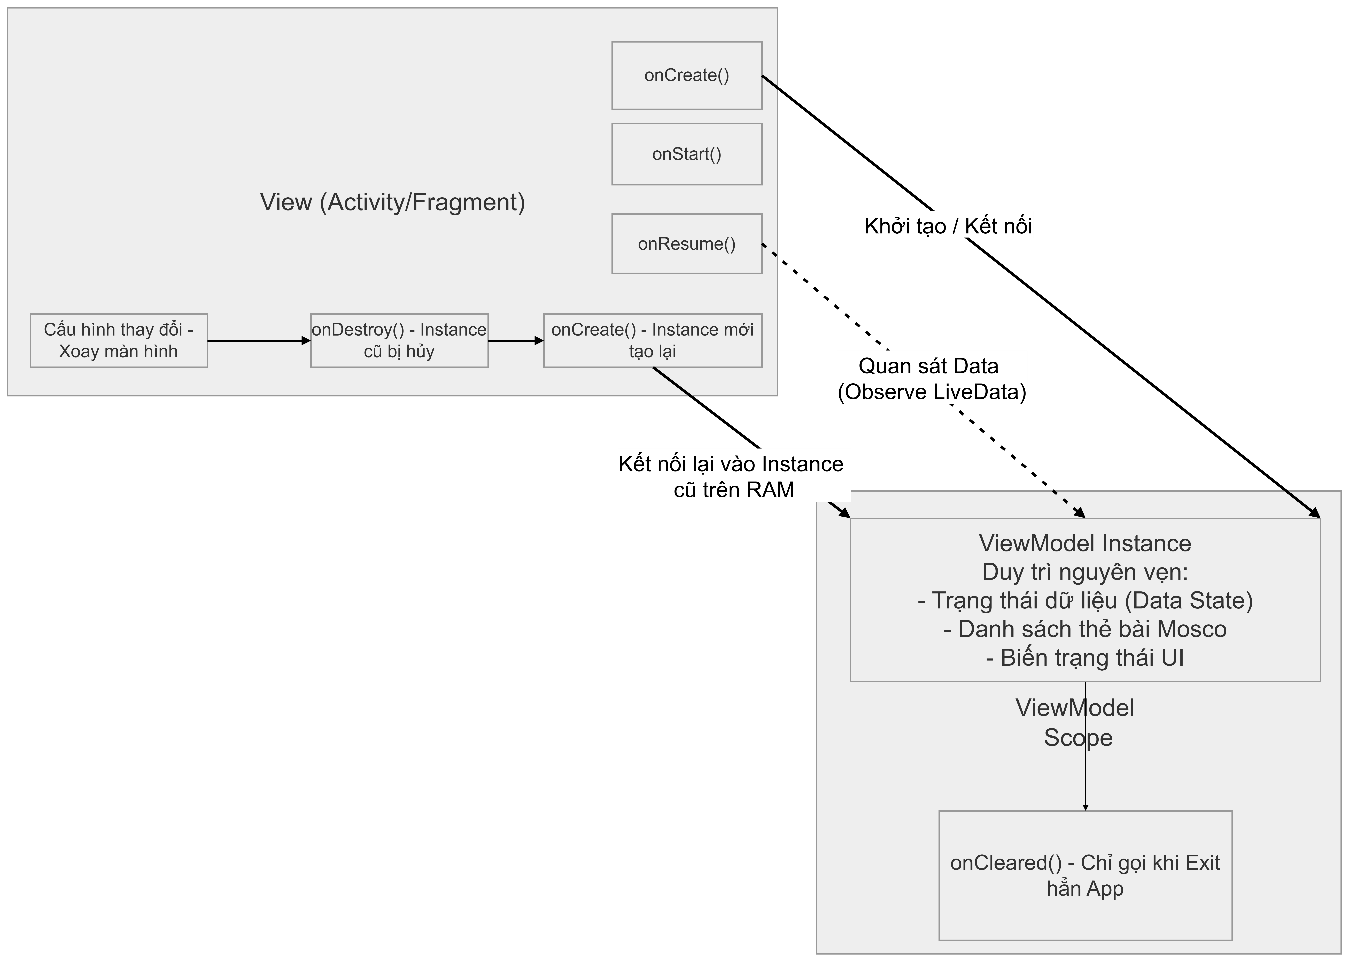 onCreate()
onStart()
View (Activity/Fragment)
onResume()
Cấu hình thay đổi -
Xoay màn hình
onDestroy() - Instance
cũ bị hủy
onCreate() - Instance mới
tạo lại
Khởi tạo / Kết nối
Quan sát Data
(Observe LiveData)
Kết nối lại vào Instance
cũ trên RAM
ViewModel Instance
Duy trì nguyên vẹn:
- Trạng thái dữ liệu (Data State)
- Danh sách thẻ bài Mosco
- Biến trạng thái UI
ViewModel
Scope
onCleared() - Chỉ gọi khi Exit
hẳn App